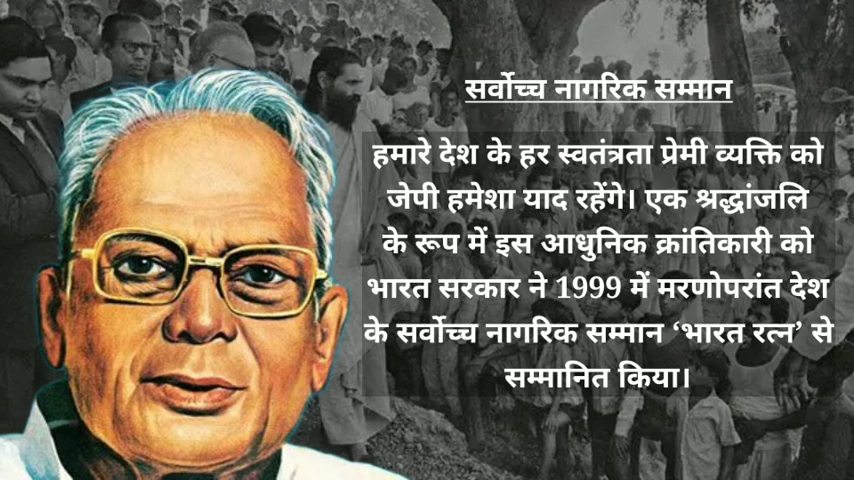 सर्वोच्च नागरिक सम्मान
हमारे देश के हर स्वतंत्रता प्रेमी व्यक्ति को
जेपी हमेशा याद रहेंगे। एक श्रद्धांजलि
के रूप में इस आधुनिक क्रांतिकारी को
भारत सरकार ने 1999 में मरणोपरांत देश
के सर्वोच्च नागरिक सम्मान ‘भारत रत्न’ से
सम्मानित किया।